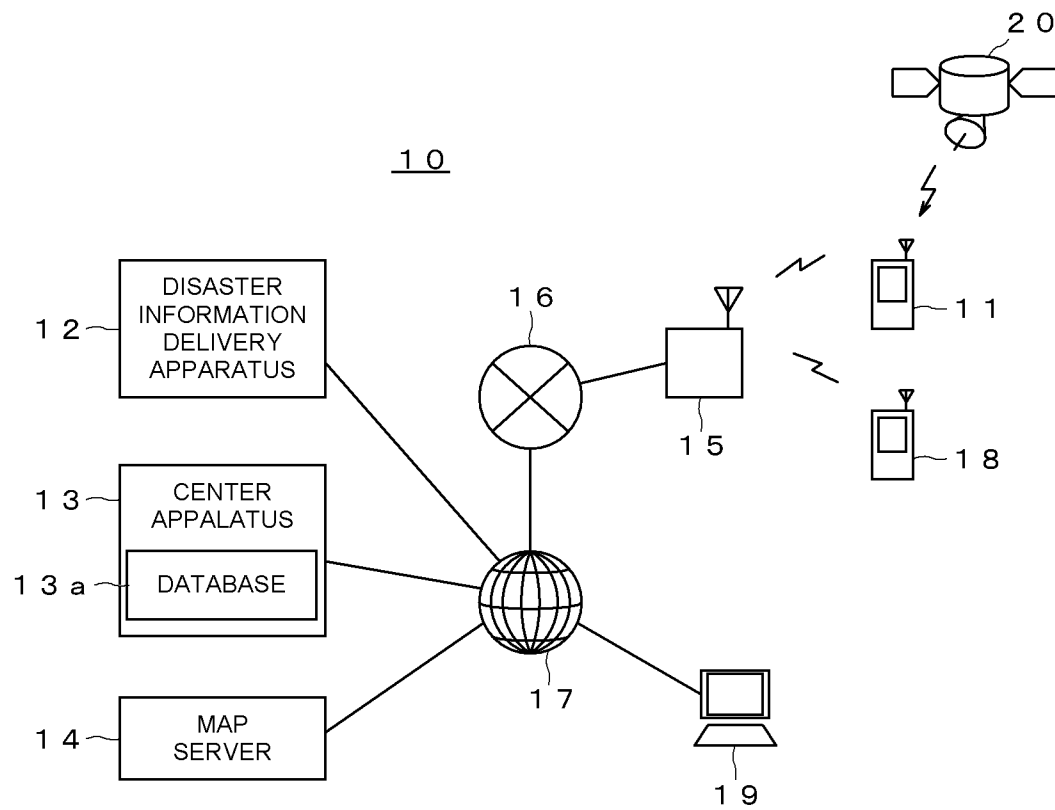 20
10
DISASTER
INFORMATION
DELIVERY
APPARATUS
12
16
11
15
18
CENTER
APPALATUS
13
DATABASE
13a
17
MAP
SERVER
14
19